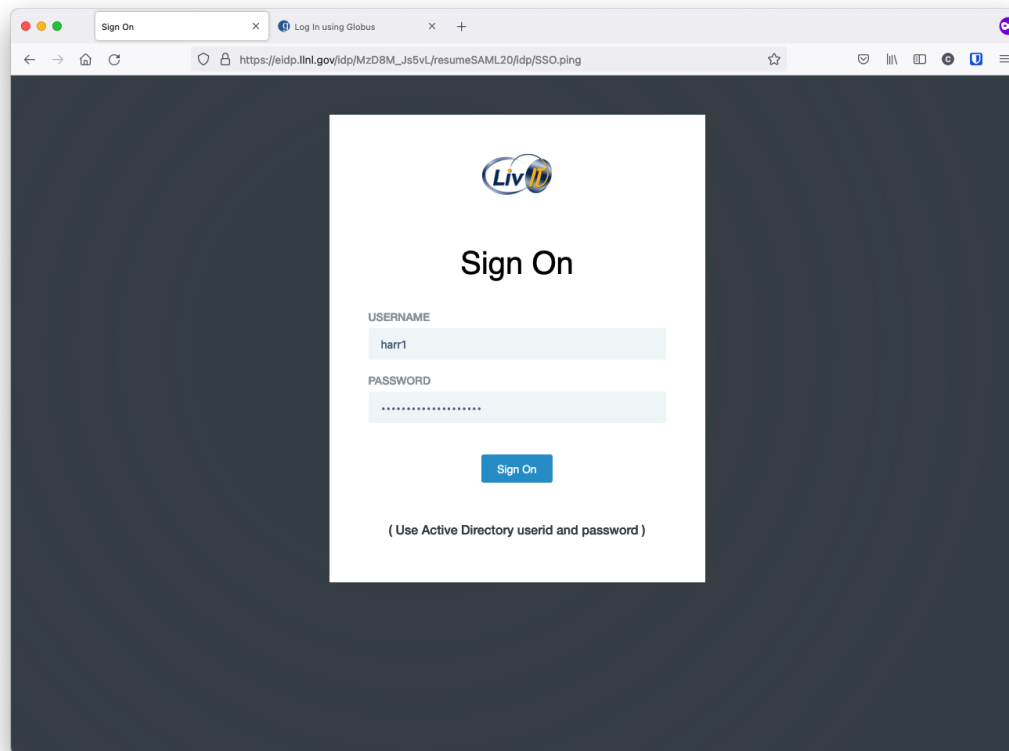 Sign On
Log In using Globus
https://eidp.llnl.gov/idp/MzD8M_Js5vL/resumeSAML20/idp/SSO.ping
Liv IT
Sign On
USERNAME
harr1
PASSWORD
••••••••••••••••••••
Sign On
( Use Active Directory userid and password )